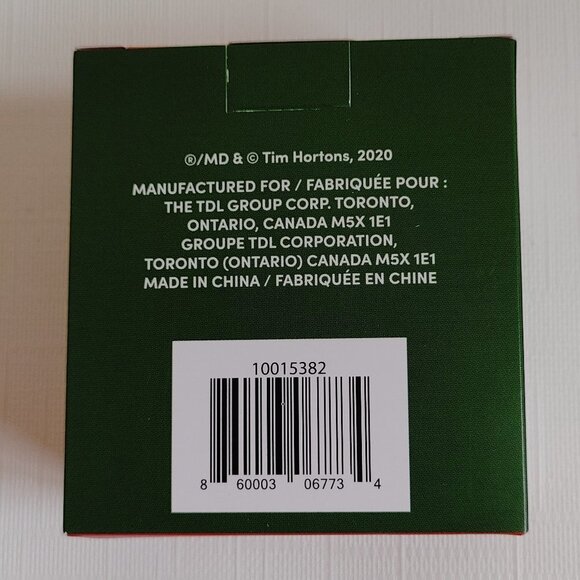 ®/MD & © Tim Hortons, 2020
MANUFACTURED FOR / FABRIQUÉE POUR :
THE TDL GROUP CORP. TORONTO,
ONTARIO, CANADA M5X 1E1
GROUPE TDL CORPORATION,
TORONTO (ONTARIO) CANADA M5X 1E1
MADE IN CHINA / FABRIQUÉE EN CHINE
10015382
8 60003 06773 4